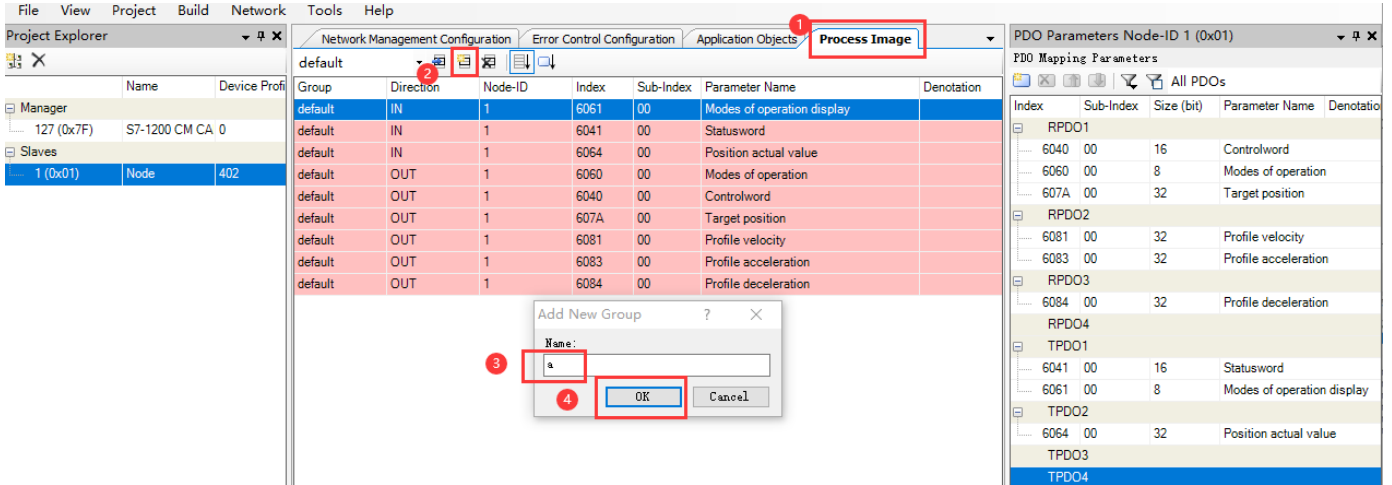 File View Project Build Network Tools Help
Project Explorer
Name Device Profi
Manager
127 (0x7F) S7-1200 CM CA 0
Slaves
1 (0x01) Node 402
Network Management Configuration Error Control Configuration Application Objects Process Image
1
default
2
Group Direction Node-ID Index Sub-Index Parameter Name Denotation
default IN 1 6061 00 Modes of operation display
default IN 1 6041 00 Statusword
default IN 1 6064 00 Position actual value
default OUT 1 6060 00 Modes of operation
default OUT 1 6040 00 Controlword
default OUT 1 607A 00 Target position
default OUT 1 6081 00 Profile velocity
default OUT 1 6083 00 Profile acceleration
default OUT 1 6084 00 Profile deceleration
Add New Group ?
Name:
3
a
4
OK Cancel
PDO Parameters Node-ID 1 (0x01)
PDO Mapping Parameters
All PDOs
Index Sub-Index Size (bit) Parameter Name Denotatio
RPDO1
6040 00 16 Controlword
6060 00 8 Modes of operation
607A 00 32 Target position
RPDO2
6081 00 32 Profile velocity
6083 00 32 Profile acceleration
RPDO3
6084 00 32 Profile deceleration
RPDO4
TPDO1
6041 00 16 Statusword
6061 00 8 Modes of operation display
TPDO2
6064 00 32 Position actual value
TPDO3
TPDO4